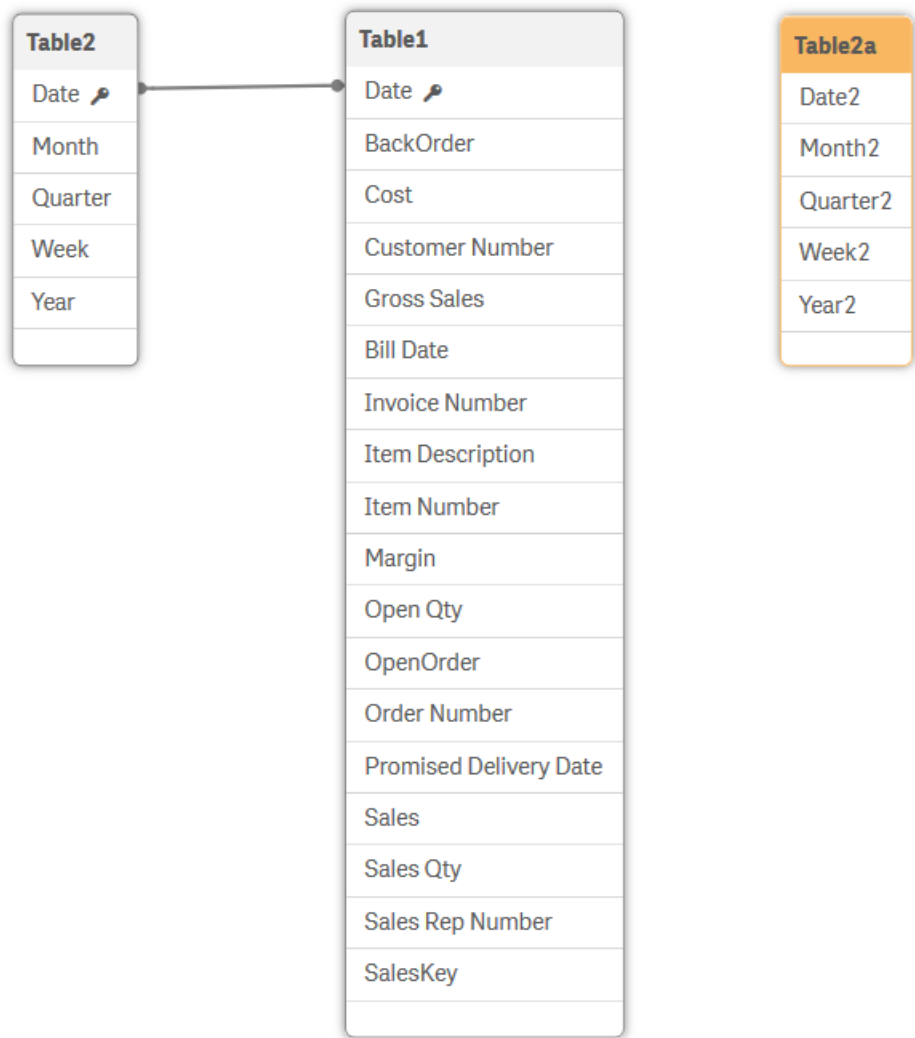 Table2
Date
Month
Quarter
Week
Year
Table1
Date
BackOrder
Cost
Customer Number
Gross Sales
Bill Date
Invoice Number
Item Description
Item Number
Margin
Open Qty
OpenOrder
Order Number
Promised Delivery Date
Sales
Sales Qty
Sales Rep Number
SalesKey
Table2a
Date2
Month2
Quarter2
Week2
Year2